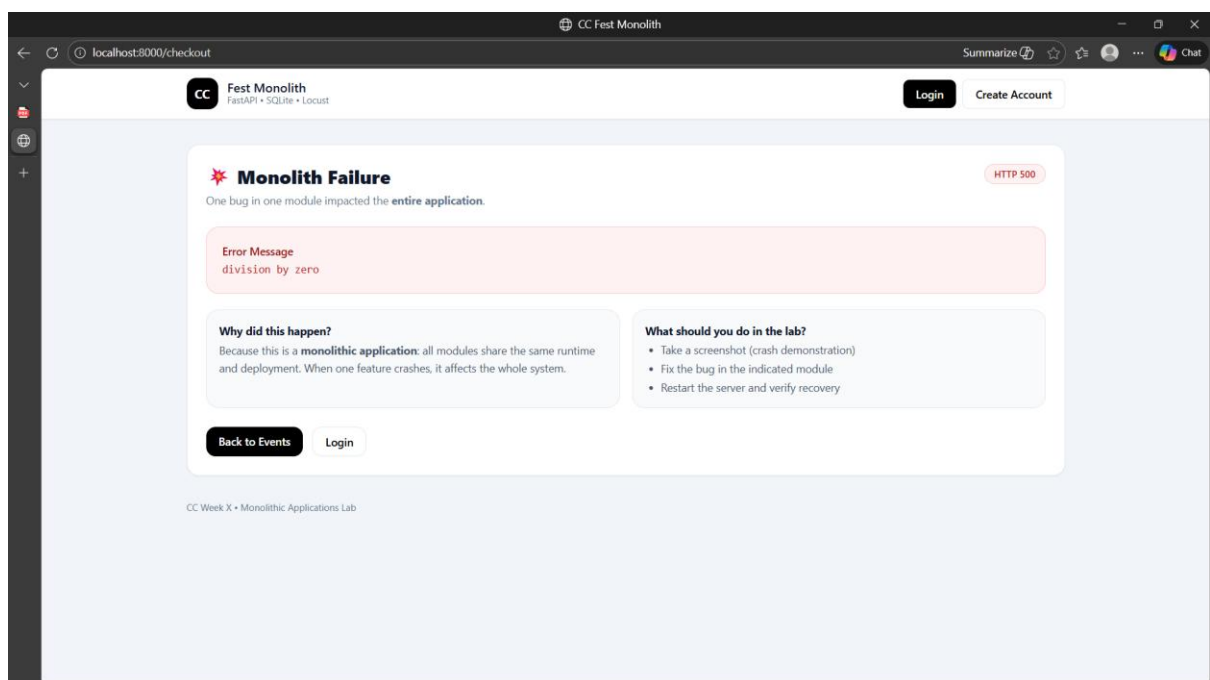 CC Fest Monolith
localhost:8000/checkout
Summarize
Chat
CC
Fest Monolith
FastAPI • SQLite • Locust
Login
Create Account
Monolith Failure
HTTP 500
One bug in one module impacted the entire application.
Error Message
division by zero
Why did this happen?
Because this is a monolithic application: all modules share the same runtime
and deployment. When one feature crashes, it affects the whole system.
What should you do in the lab?
• Take a screenshot (crash demonstration)
• Fix the bug in the indicated module
• Restart the server and verify recovery
Back to Events
Login
CC Week X • Monolithic Applications Lab